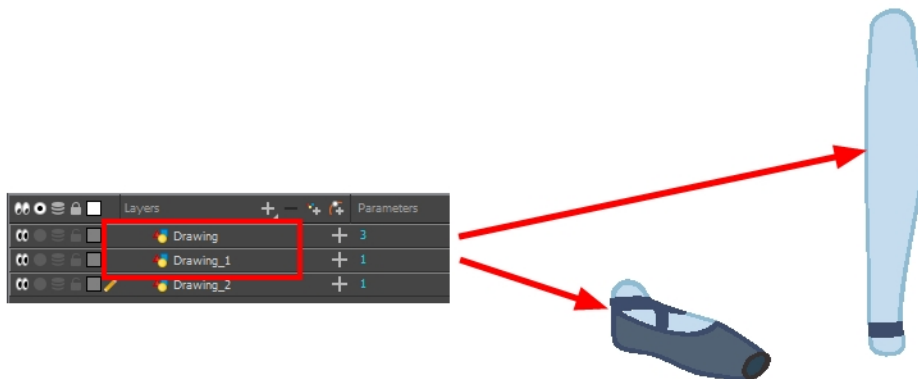 Layers Parameters
Drawing 3
Drawing_1 1
Drawing_2 1